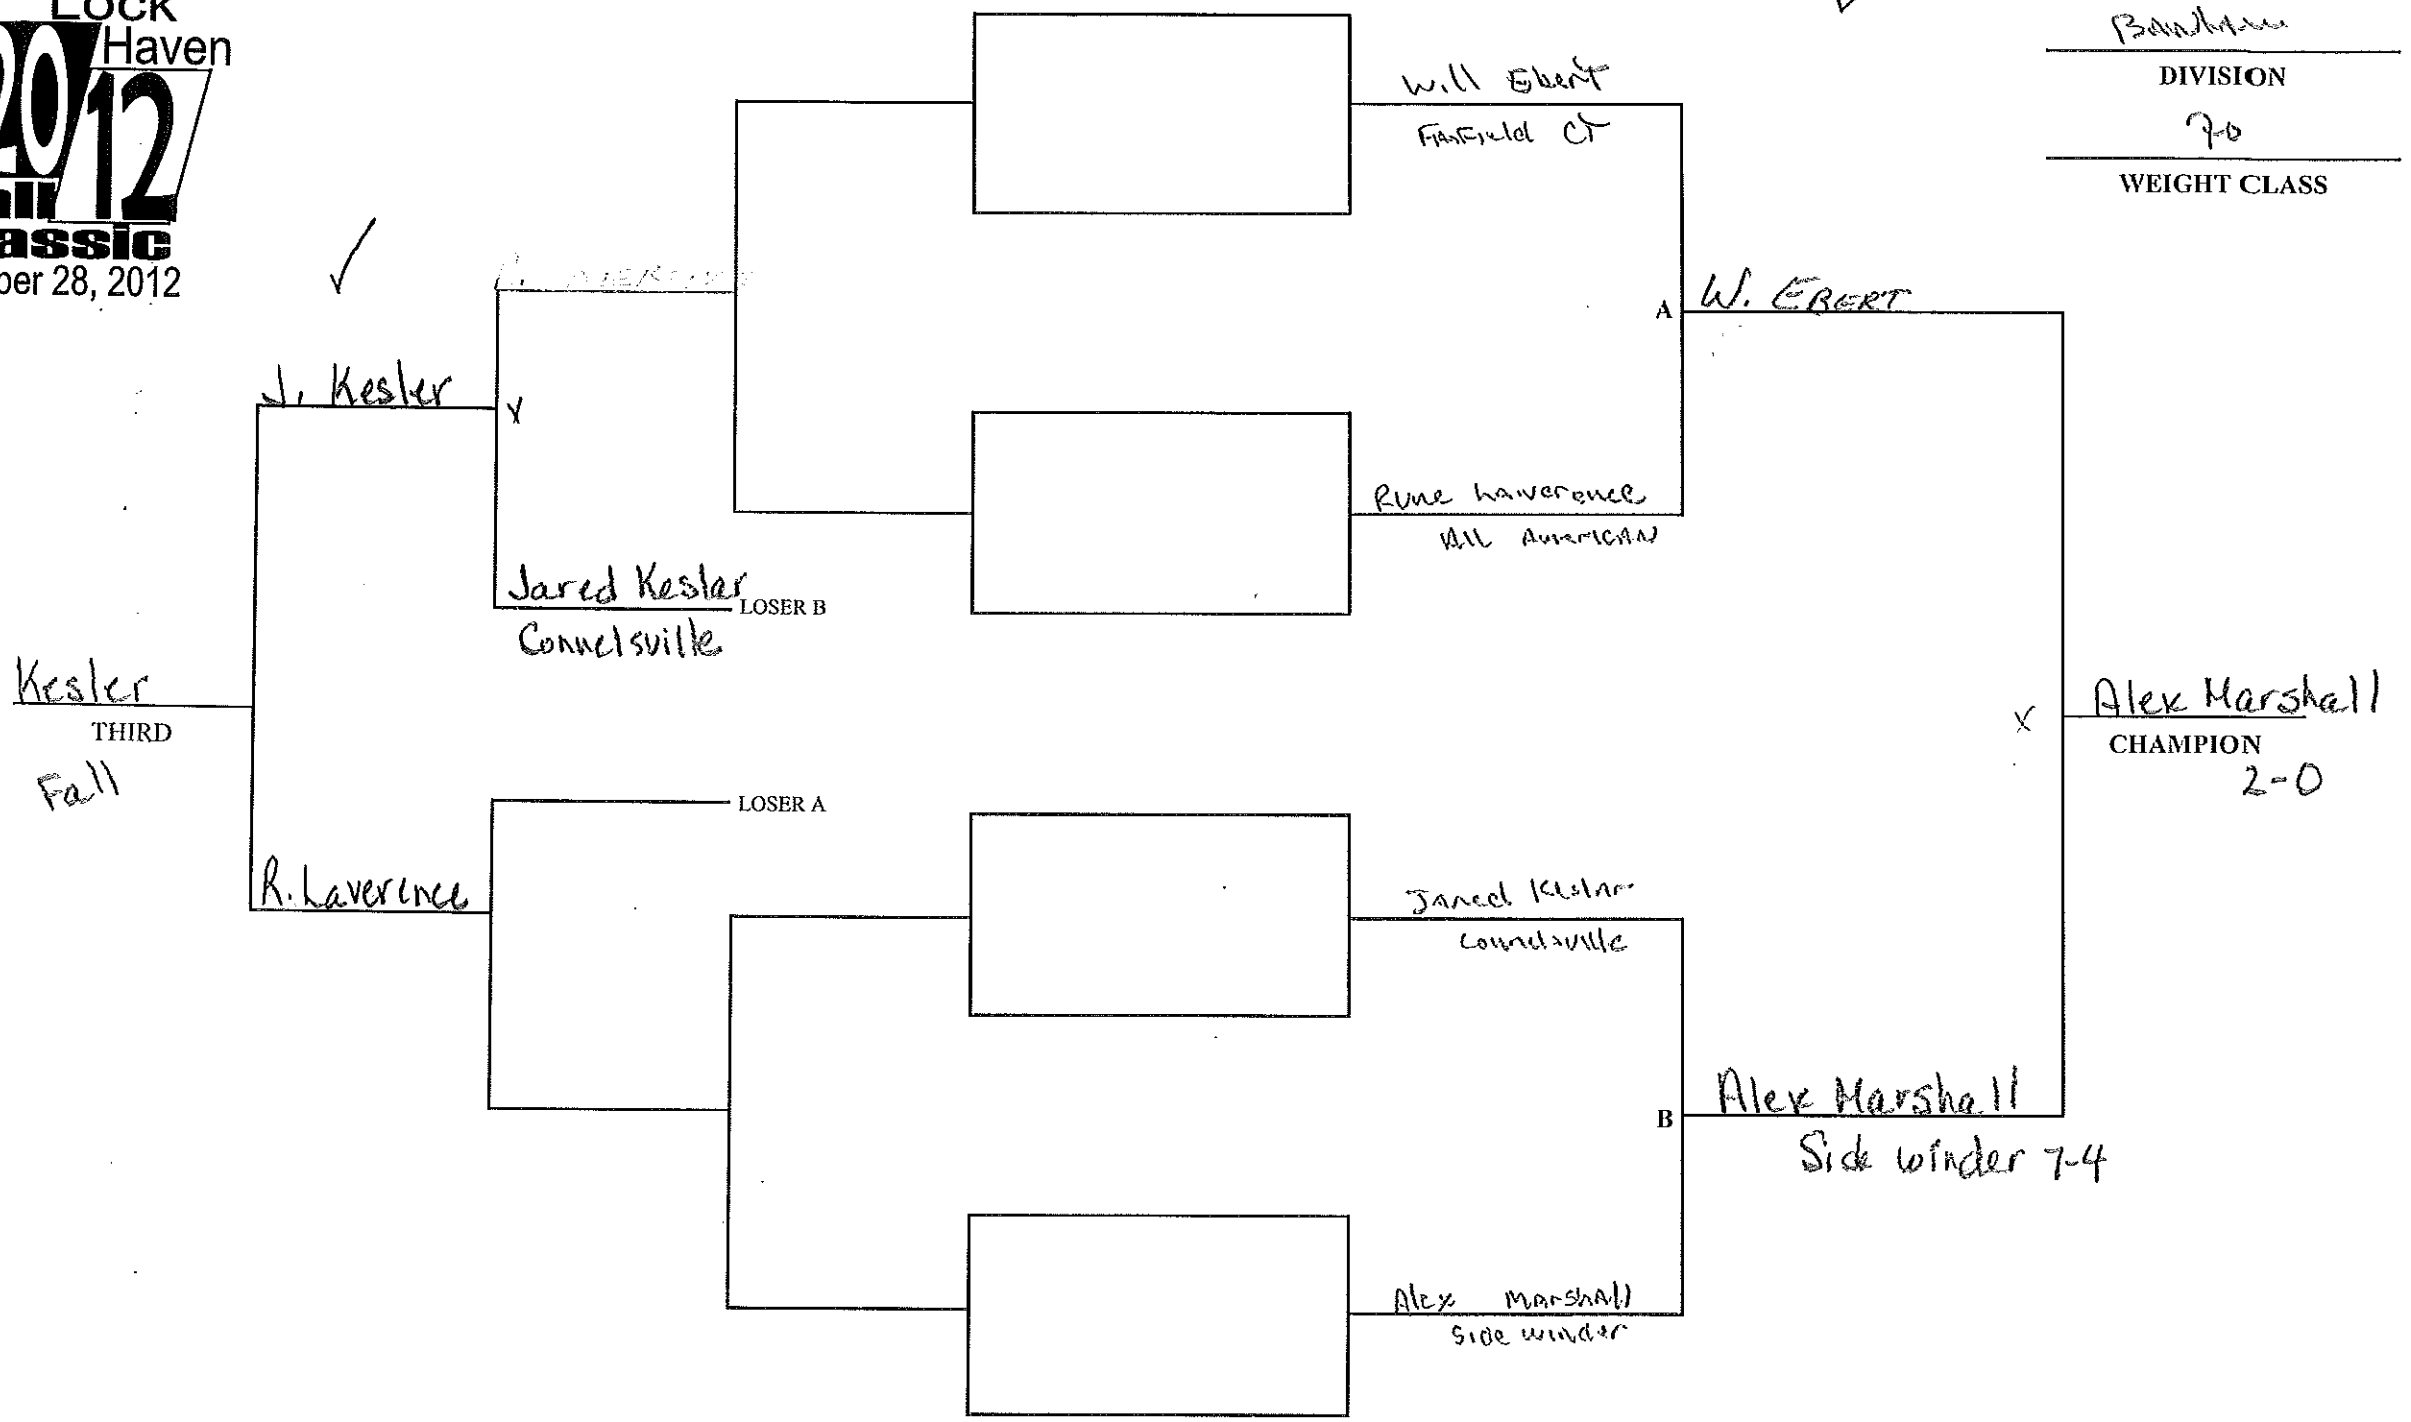 LOCK
Haven
2012
all
assic
ber 28, 2012
DIVISION
70
WEIGHT CLASS
Will Ebert
Fairfield CT
A
W. EBERT
J. Kesler
X
Rune Lawerence
All American
Jared Keslar
LOSER B
Connelsville
Kesler
THIRD
Fall
Alex Marshall
X
CHAMPION
2-0
LOSER A
R. Laverence
Jared Keslar
Connelsville
B
Alex Marshall
Side winder 7-4
Alex Marshall
Side winder